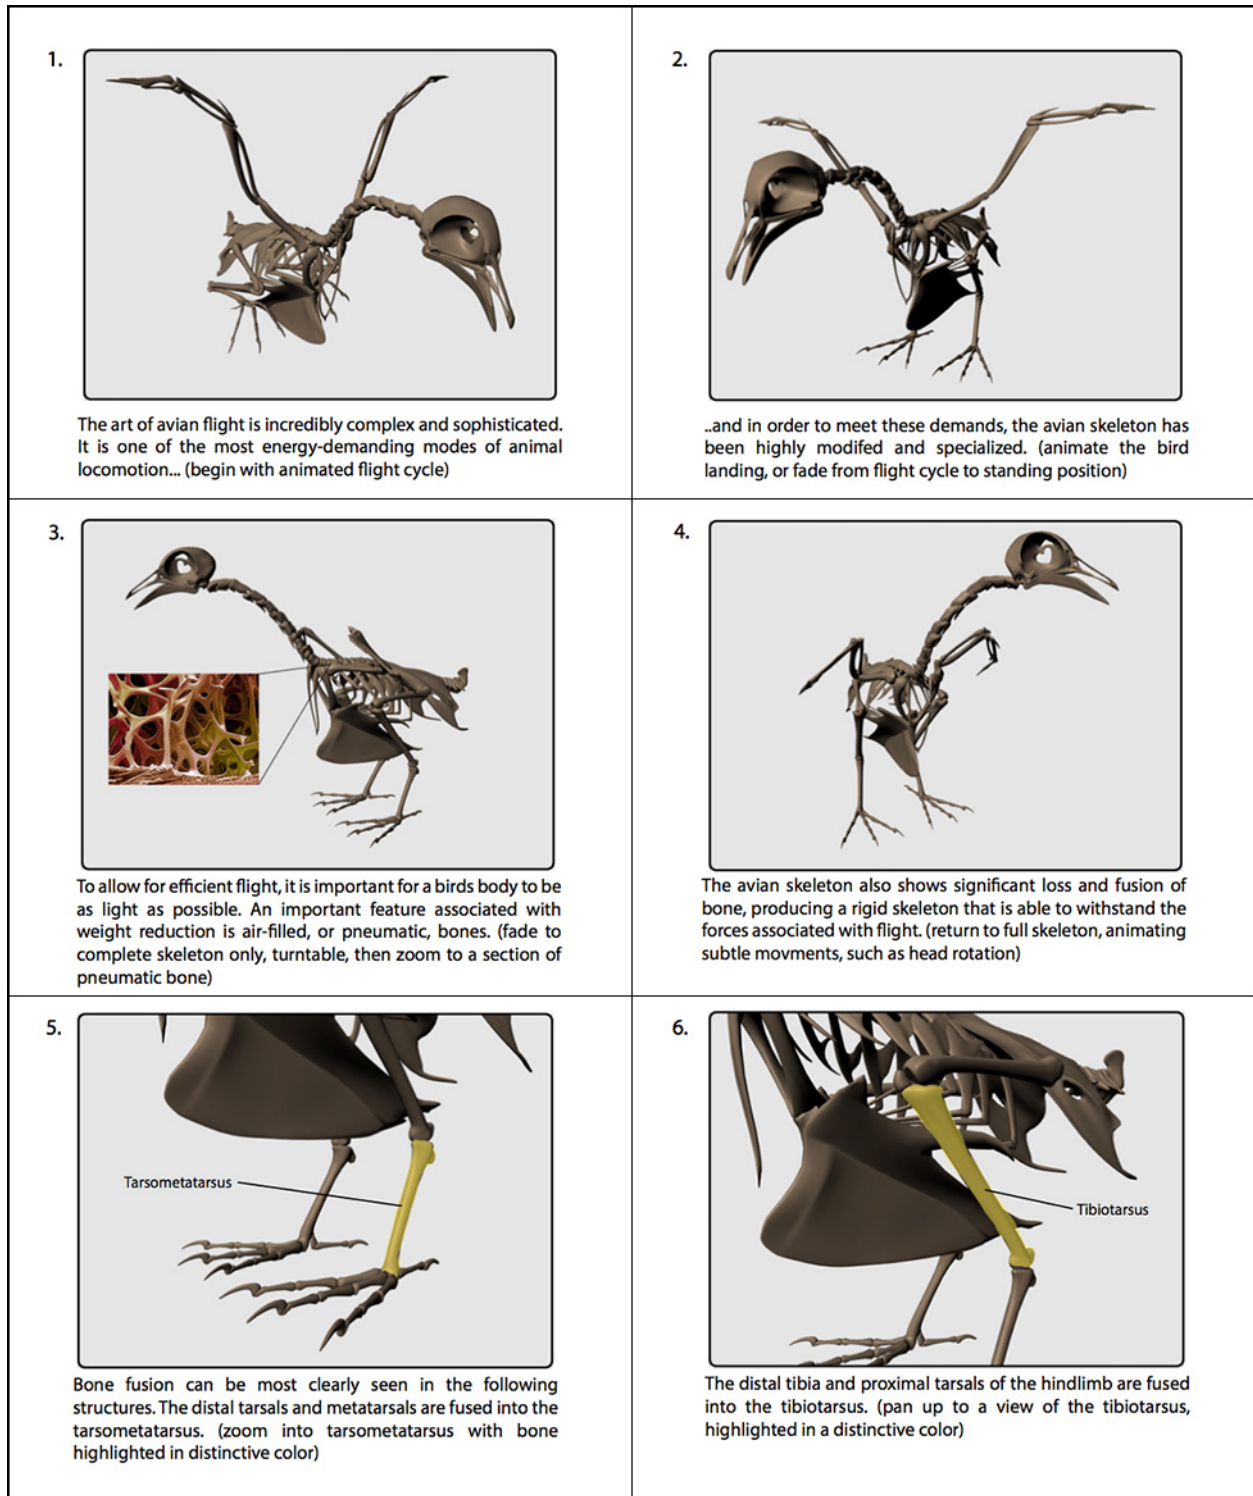 1.
The art of avian flight is incredibly complex and sophisticated.
It is one of the most energy-demanding modes of animal
locomotion... (begin with animated flight cycle)
2.
..and in order to meet these demands, the avian skeleton has
been highly modifed and specialized. (animate the bird
landing, or fade from flight cycle to standing position)
3.
To allow for efficient flight, it is important for a birds body to be
as light as possible. An important feature associated with
weight reduction is air-filled, or pneumatic, bones. (fade to
complete skeleton only, turntable, then zoom to a section of
pneumatic bone)
4.
The avian skeleton also shows significant loss and fusion of
bone, producing a rigid skeleton that is able to withstand the
forces associated with flight. (return to full skeleton, animating
subtle movments, such as head rotation)
5.
Tarsometatarsus
Bone fusion can be most clearly seen in the following
structures. The distal tarsals and metatarsals are fused into the
tarsometatarsus. (zoom into tarsometatarsus with bone
highlighted in distinctive color)
6.
Tibiotarsus
The distal tibia and proximal tarsals of the hindlimb are fused
into the tibiotarsus. (pan up to a view of the tibiotarsus,
highlighted in a distinctive color)